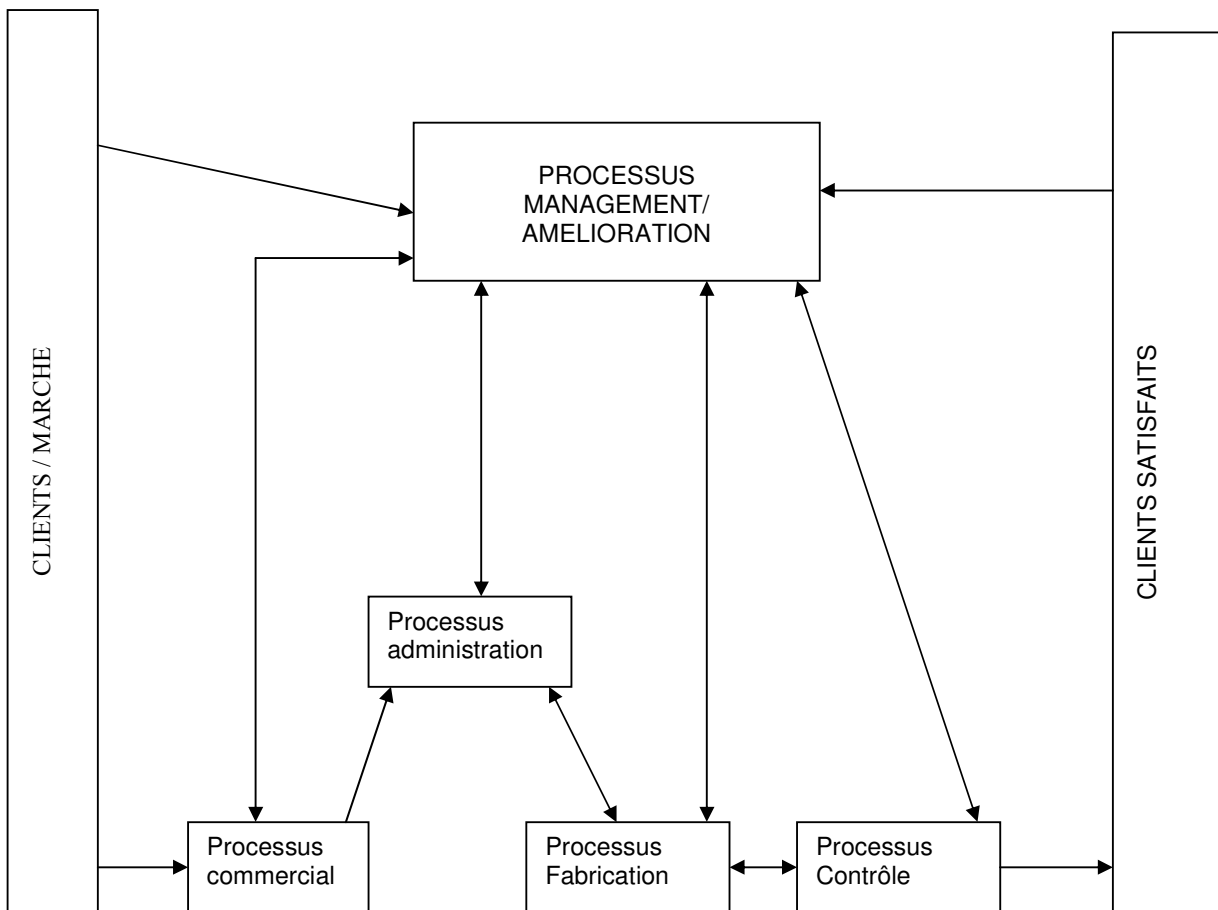 CLIENTS / MARCHE
PROCESSUS
MANAGEMENT/
AMELIORATION
CLIENTS SATISFAITS
Processus
administration
Processus
commercial
Processus
Fabrication
Processus
Contrôle